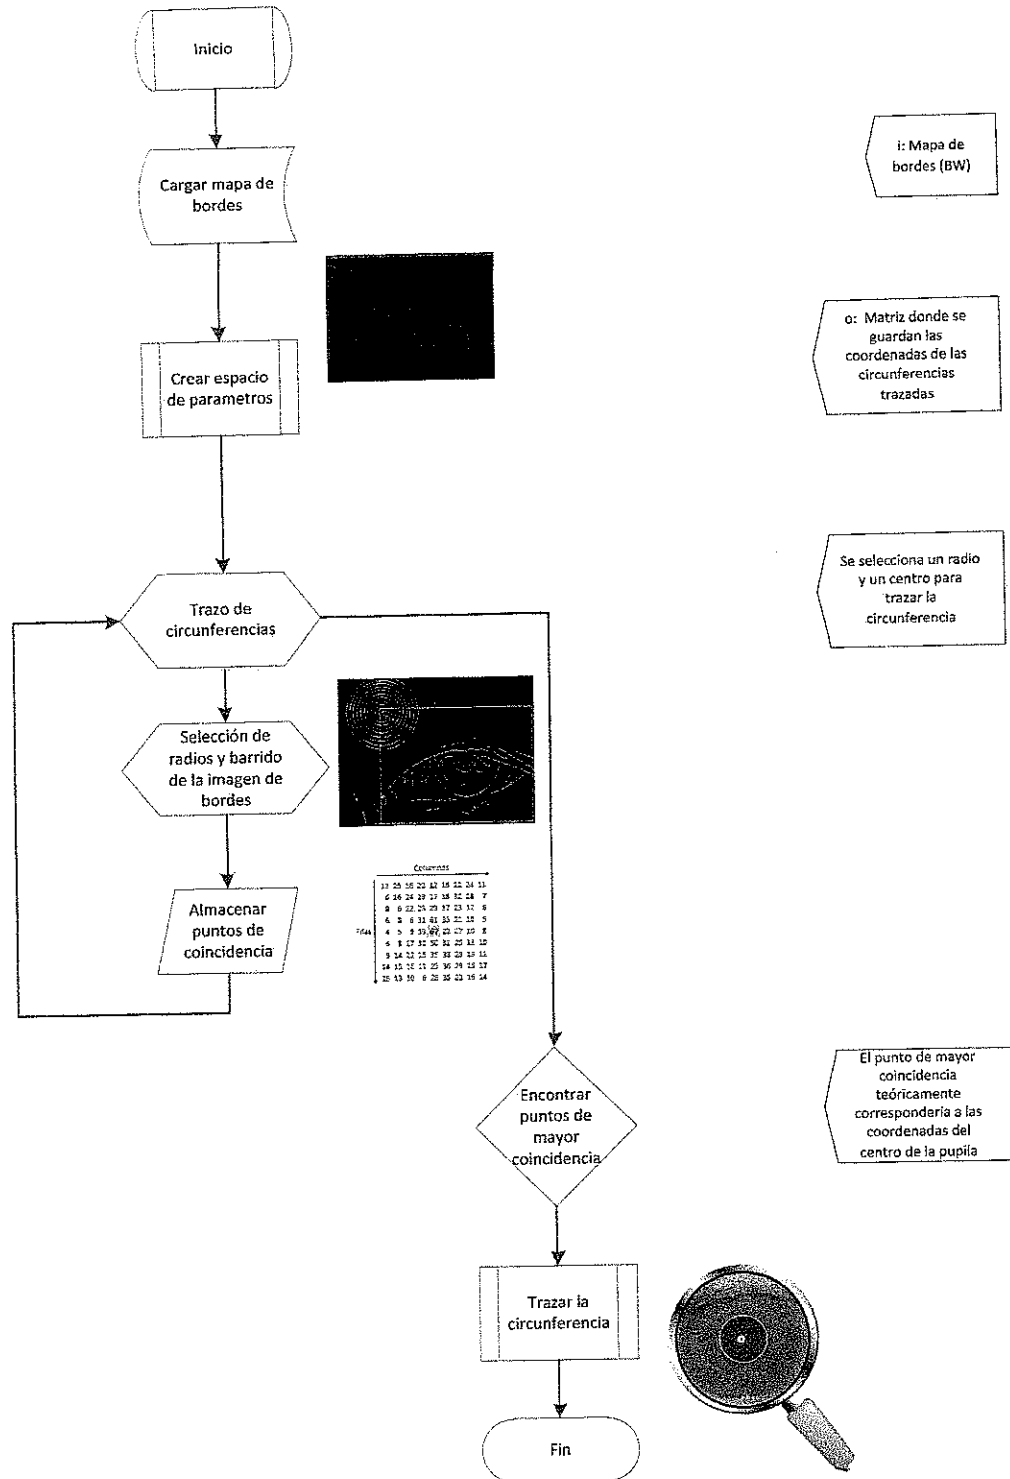 Inicio
i: Mapa de
bordes (BW)
Cargar mapa de
bordes
o: Matriz donde se
guardan las
coordenadas de las
circunferencias
trazadas
Crear espacio
de parametros
Se selecciona un radio
y un centro para
trazar la
circunferencia
Trazo de
circunferencias
Selección de
radios y barrido
de la imagen de
bordes
Columnas
Filas
Almacenar
puntos de
coincidencia
Encontrar
puntos de
mayor
coincidencia
El punto de mayor
coincidencia
teóricamente
correspondería a las
coordenadas del
centro de la pupila
Trazar la
circunferencia
Fin